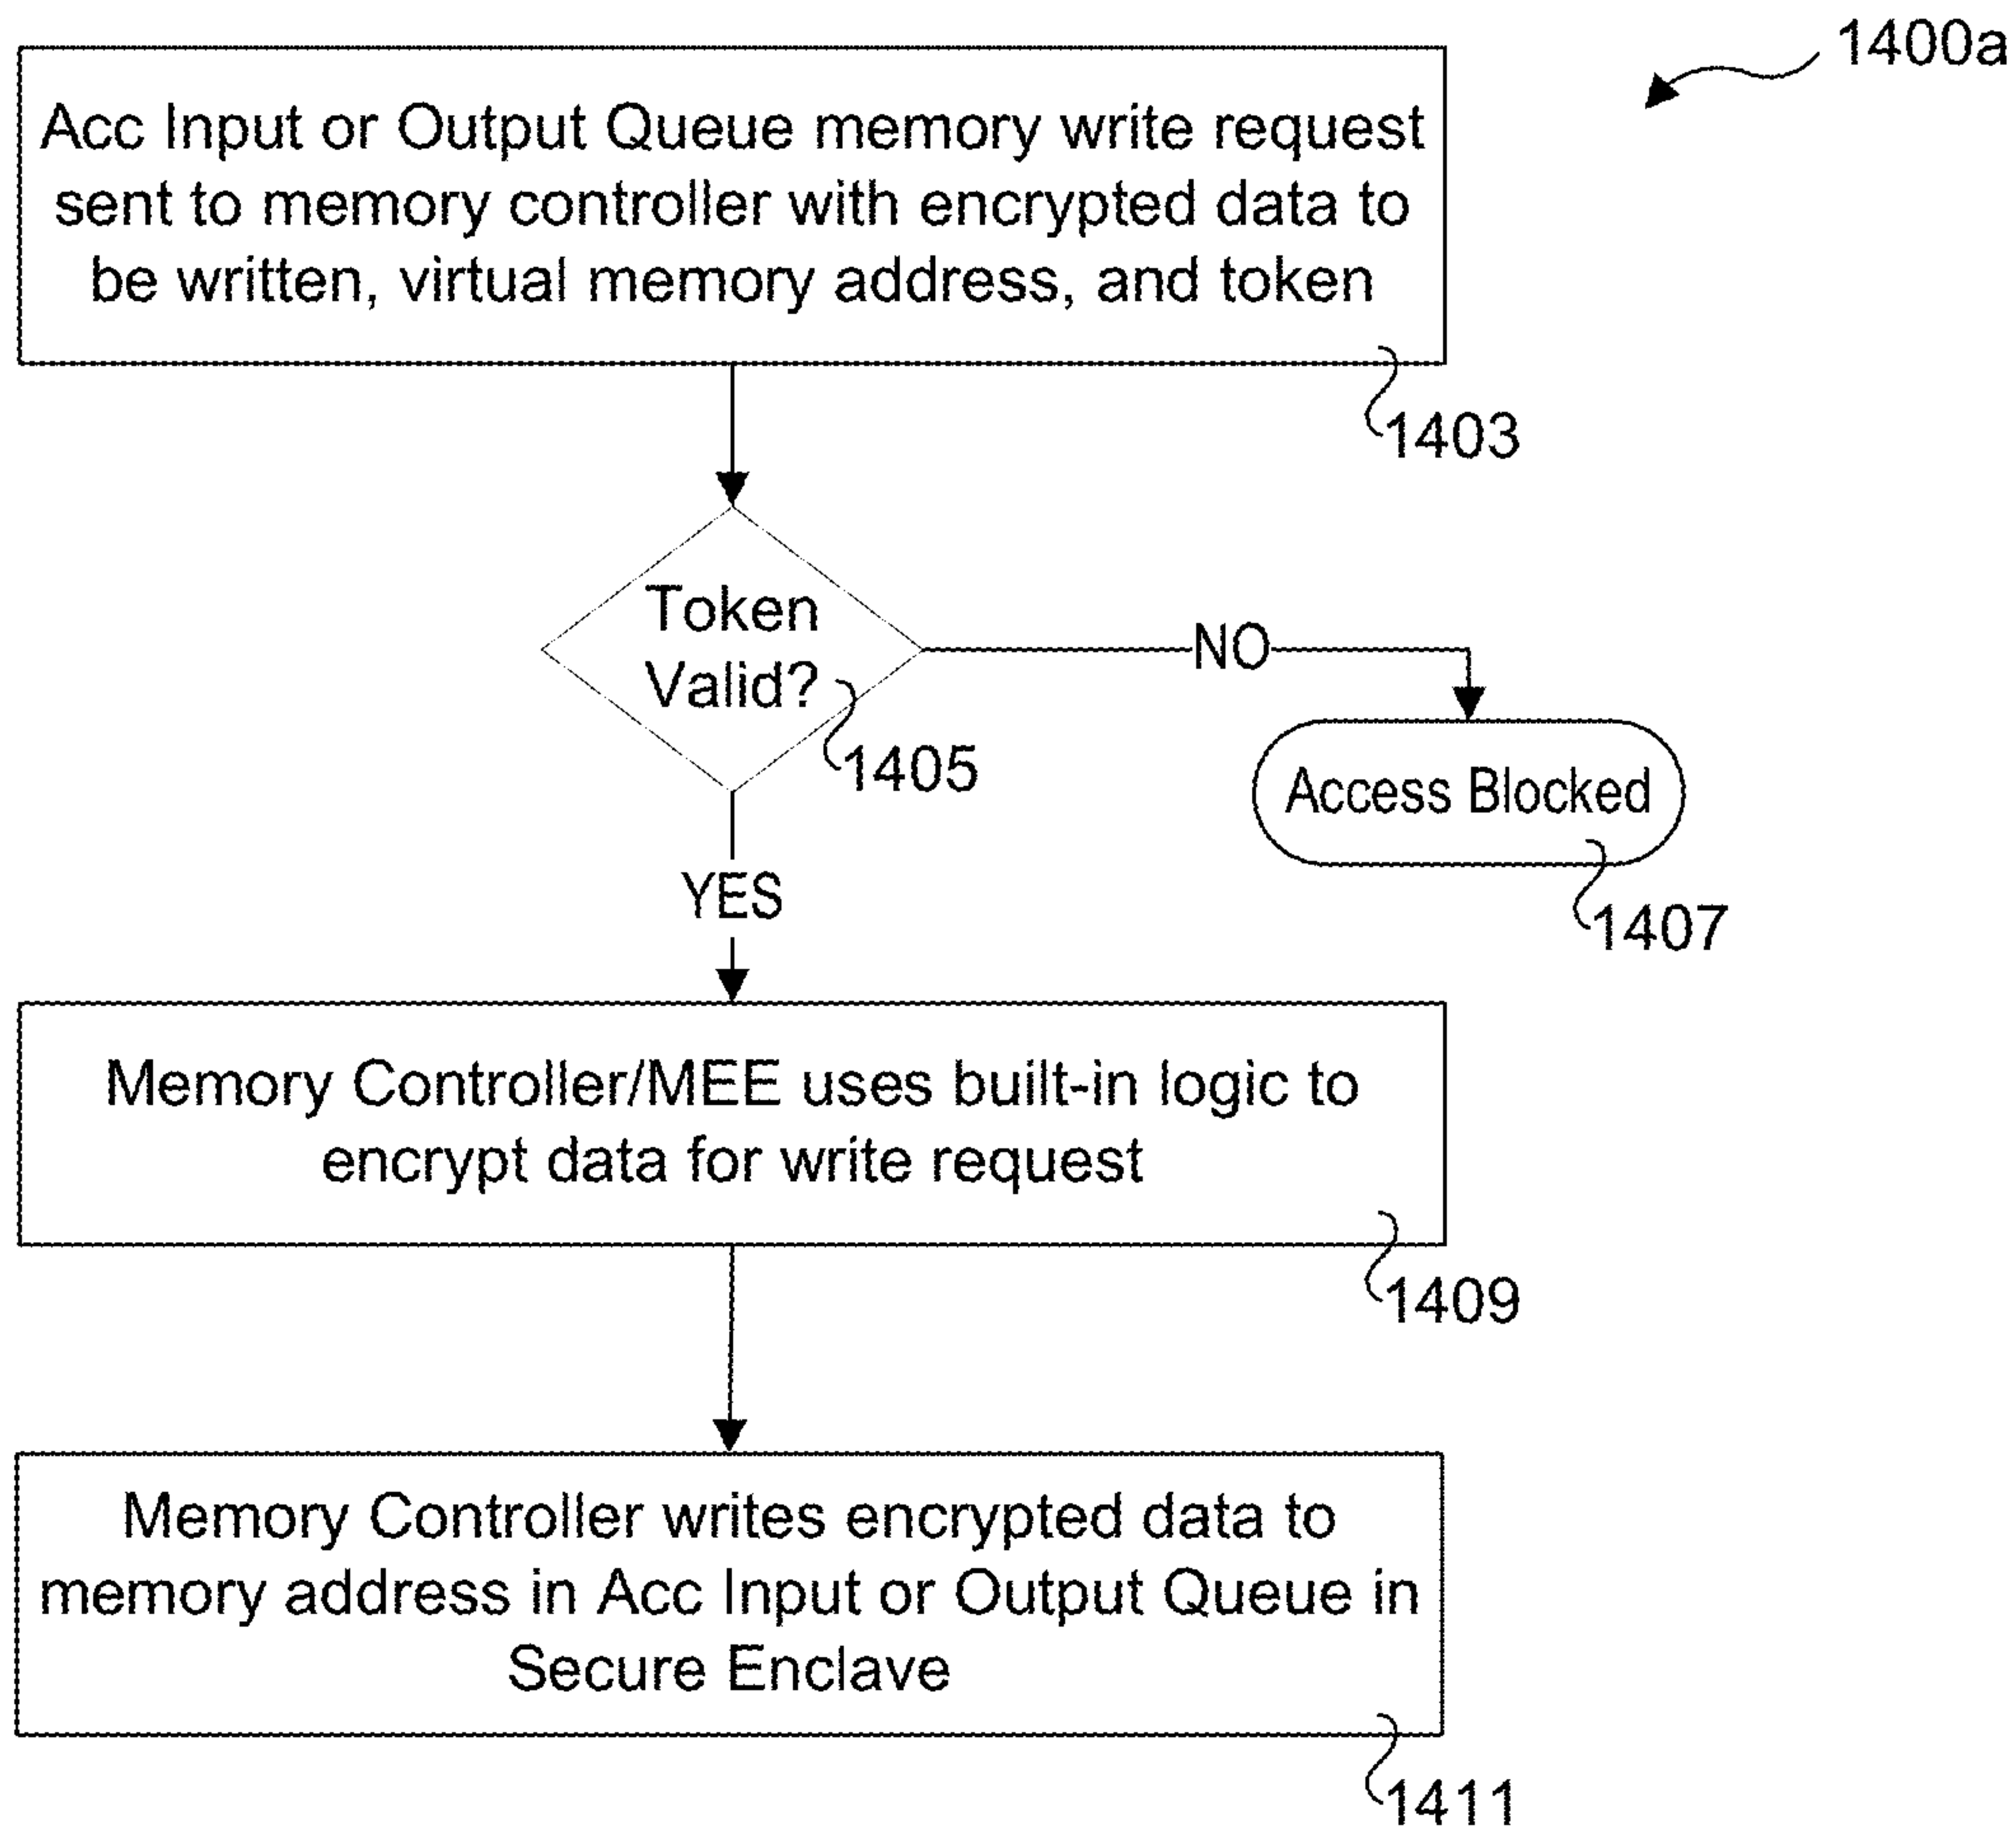 1400a
Acc Input or Output Queue memory write request
sent to memory controller with encrypted data to
be written, virtual memory address, and token
1403
Token
Valid?
1405
NO
Access Blocked
1407
YES
Memory Controller/MEE uses built-in logic to
encrypt data for write request
1409
Memory Controller writes encrypted data to
memory address in Acc Input or Output Queue in
Secure Enclave
1411